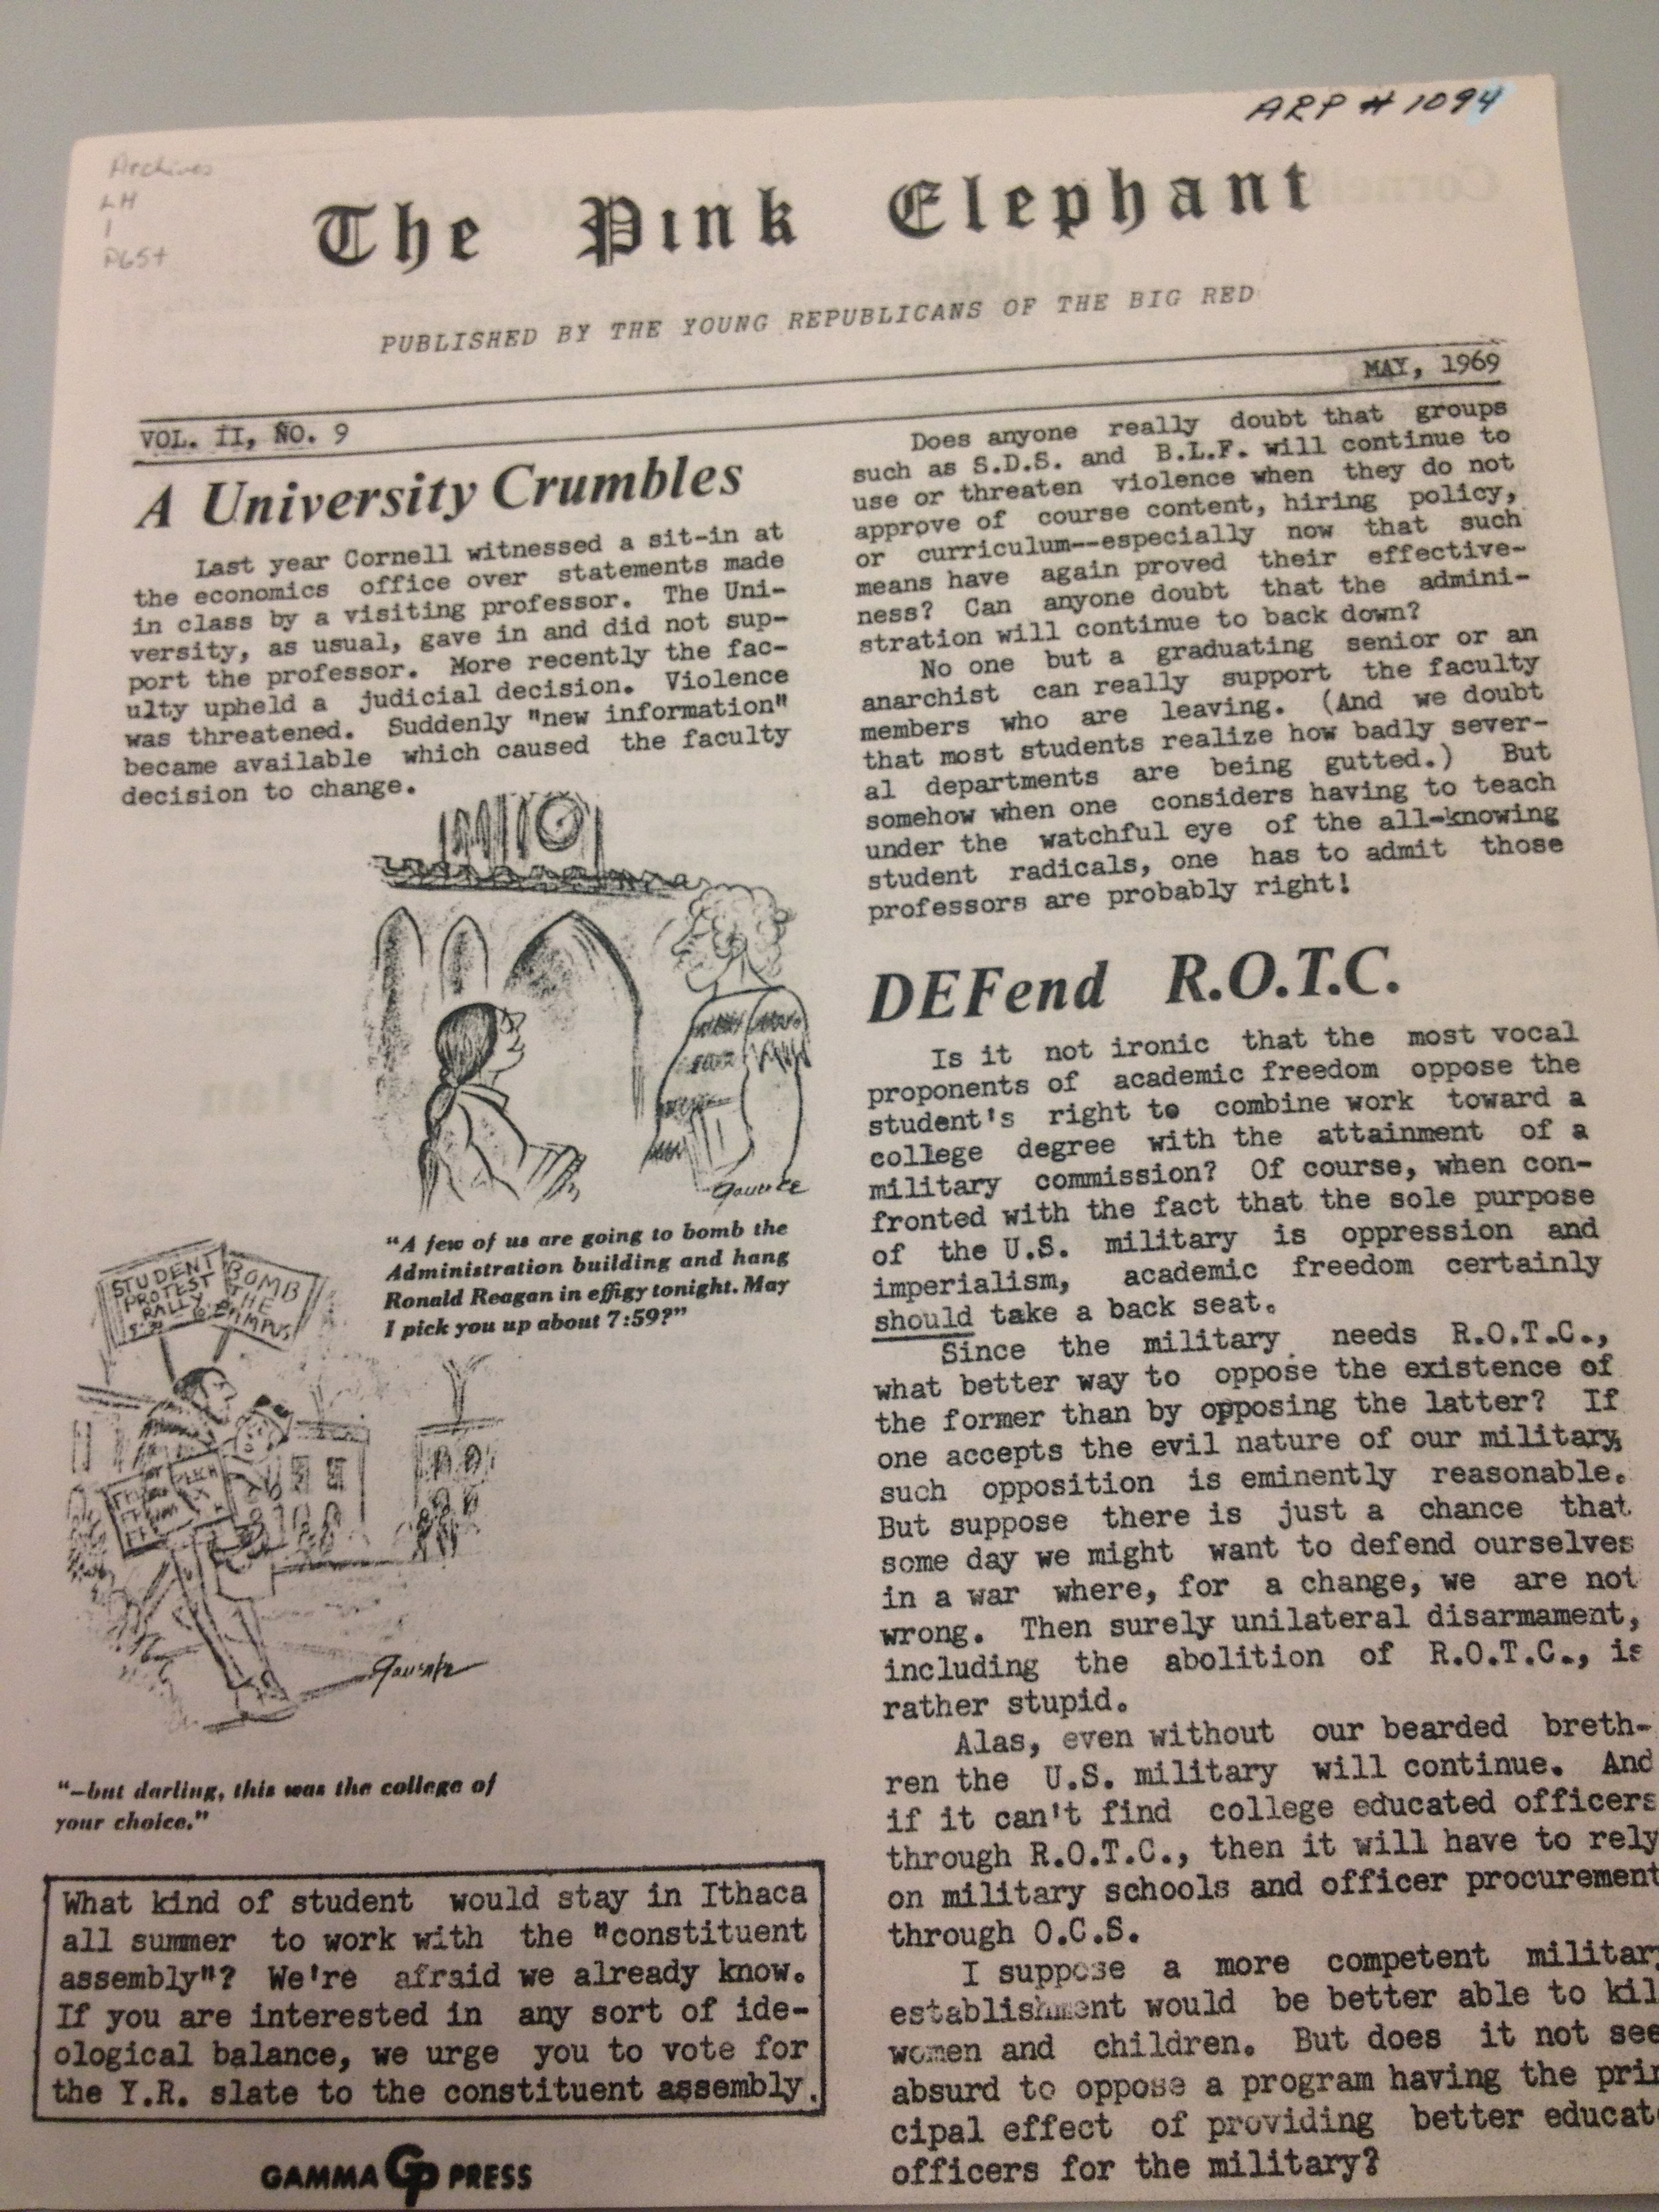 ARP # 1094
Archives
LH
1
P65+
The Pink Elephant
PUBLISHED BY THE YOUNG REPUBLICANS OF THE BIG RED
MAY, 1969
VOL. II, NO. 9
A University Crumbles
Last year Cornell witnessed a sit-in at
the economics office over statements made
in class by a visiting professor. The Uni-
versity, as usual, gave in and did not sup-
port the professor. More recently the fac-
ulty upheld a judicial decision. Violence
was threatened. Suddenly "new information"
became available which caused the faculty
decision to change.
"A few of us are going to bomb the
Administration building and hang
Ronald Reagan in effigy tonight. May
I pick you up about 7:59?"
STUDENT
PROTEST
RALLY
BOMB
THE
CAMPUS
"—but darling, this was the college of
your choice."
What kind of student would stay in Ithaca
all summer to work with the "constituent
assembly"? We're afraid we already know.
If you are interested in any sort of ide-
ological balance, we urge you to vote for
the Y.R. slate to the constituent assembly.
GAMMA GP PRESS
Does anyone really doubt that groups
such as S.D.S. and B.L.F. will continue to
use or threaten violence when they do not
approve of course content, hiring policy,
or curriculum--especially now that such
means have again proved their effective-
ness? Can anyone doubt that the admini-
stration will continue to back down?
No one but a graduating senior or an
anarchist can really support the faculty
members who are leaving. (And we doubt
that most students realize how badly sever-
al departments are being gutted.) But
somehow when one considers having to teach
under the watchful eye of the all-knowing
student radicals, one has to admit those
professors are probably right!
DEFend R.O.T.C.
Is it not ironic that the most vocal
proponents of academic freedom oppose the
student's right to combine work toward a
college degree with the attainment of a
military commission? Of course, when con-
fronted with the fact that the sole purpose
of the U.S. military is oppression and
imperialism, academic freedom certainly
should take a back seat.
Since the military needs R.O.T.C.,
what better way to oppose the existence of
the former than by opposing the latter? If
one accepts the evil nature of our military,
such opposition is eminently reasonable.
But suppose there is just a chance that
some day we might want to defend ourselves
in a war where, for a change, we are not
wrong. Then surely unilateral disarmament,
including the abolition of R.O.T.C., is
rather stupid.
Alas, even without our bearded breth-
ren the U.S. military will continue. And
if it can't find college educated officers
through R.O.T.C., then it will have to rely
on military schools and officer procurement
through O.C.S.
I suppose a more competent military
establishment would be better able to kil
women and children. But does it not see
absurd to oppose a program having the prin
cipal effect of providing better educat
officers for the military?